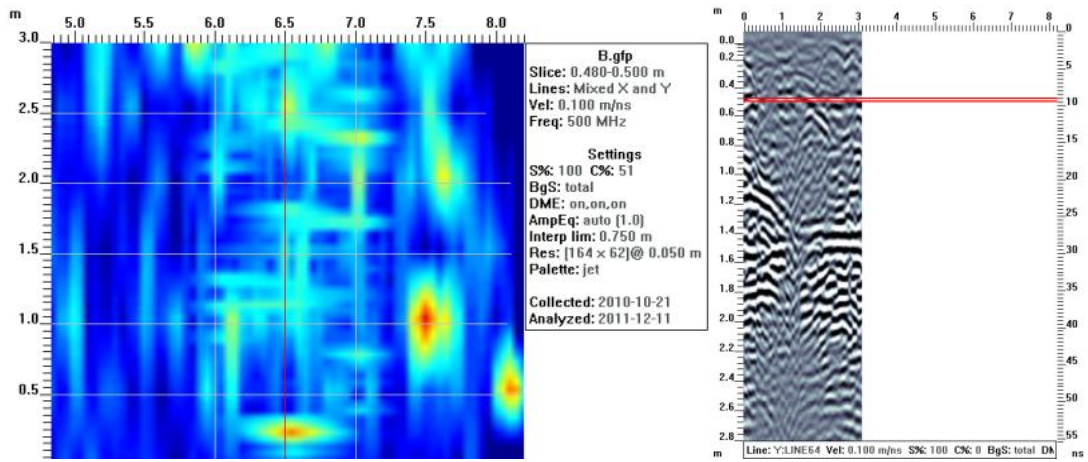 m
5.0 5.5 6.0 6.5 7.0 7.5 8.0
3.0
2.5
2.0
1.5
1.0
0.5
B.gfp
Slice: 0.480-0.500 m
Lines: Mixed X and Y
Vel: 0.100 m/ns
Freq: 500 MHz
Settings
S%: 100 C%: 51
BgS: total
DME: on,on,on
AmpEq: auto (1.0)
Interp lim: 0.750 m
Res: (164 x 62)@ 0.050 m
Palette: jet
Collected: 2010-10-21
Analyzed: 2011-12-11
m
0 1 2 3 4 5 6 7 8
0.0
0.2
0.4
0.6
0.8
1.0
1.2
1.4
1.6
1.8
2.0
2.2
2.4
2.6
2.8
m
0
5
10
15
20
25
30
35
40
45
50
55
ns
Line: Y:LINE64 Vel: 0.100 m/ns S%: 100 C%: 0 BgS: total